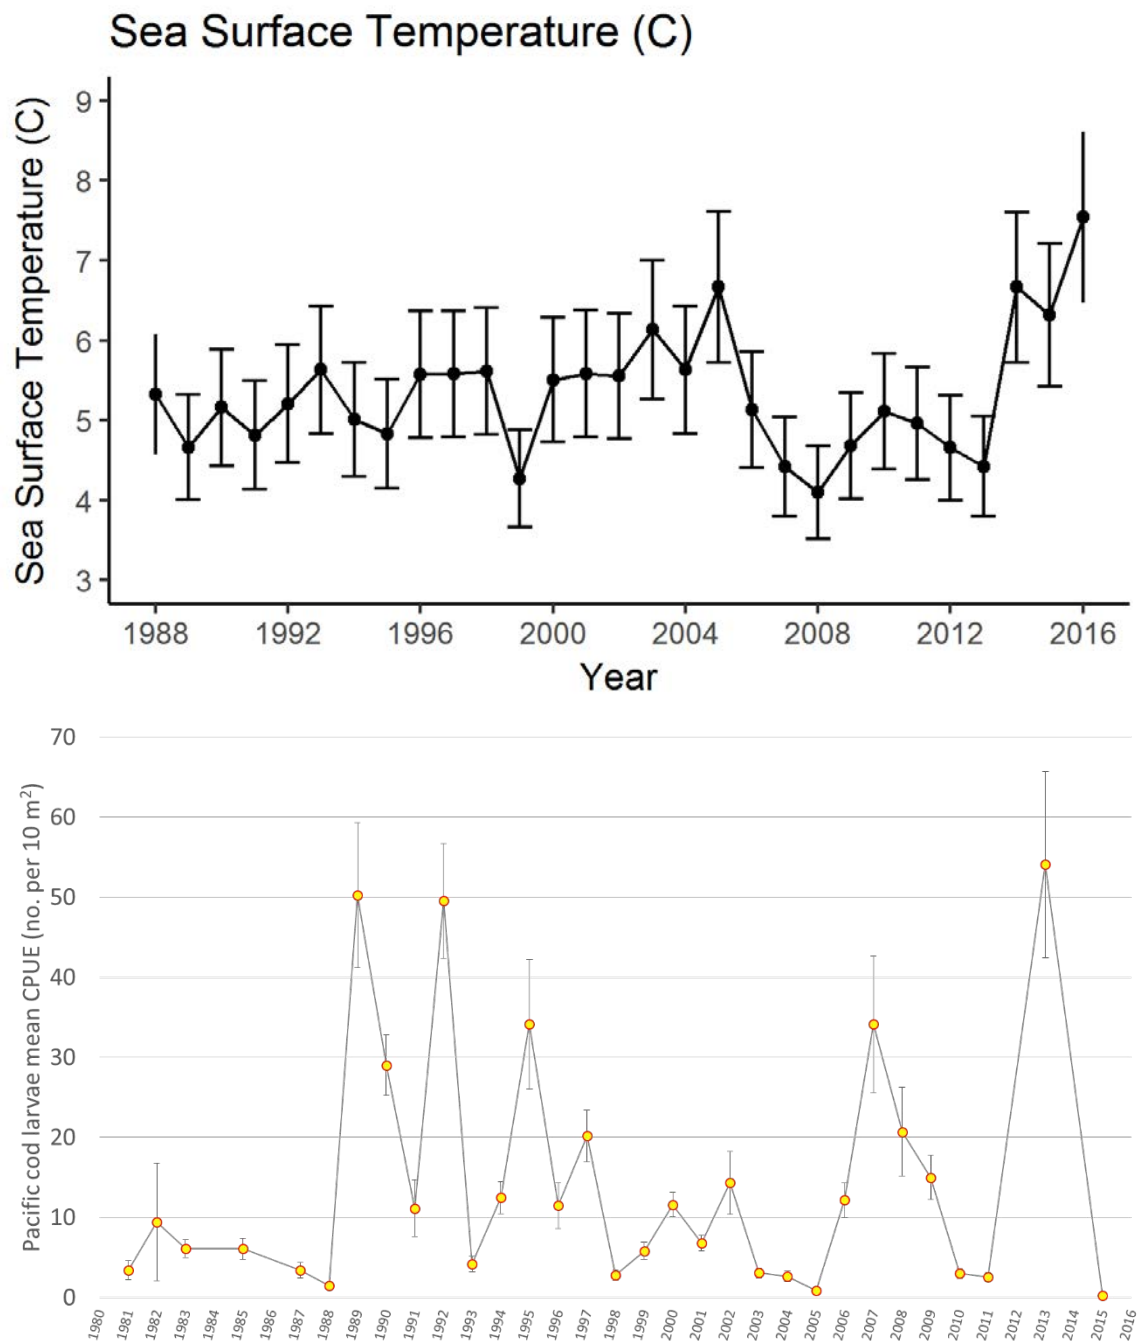 Sea Surface Temperature (C)
Sea Surface Temperature (C)
9
8
7
6
5
4
3
1988 1992 1996 2000 2004 2008 2012 2016
Year
Pacific cod larvae mean CPUE (no. per 10 m²)
70
60
50
40
30
20
10
0
1980 1981 1982 1983 1984 1985 1986 1987 1988 1989 1990 1991 1992 1993 1994 1995 1996 1997 1998 1999 2000 2001 2002 2003 2004 2005 2006 2007 2008 2009 2010 2011 2012 2013 2014 2015 2016